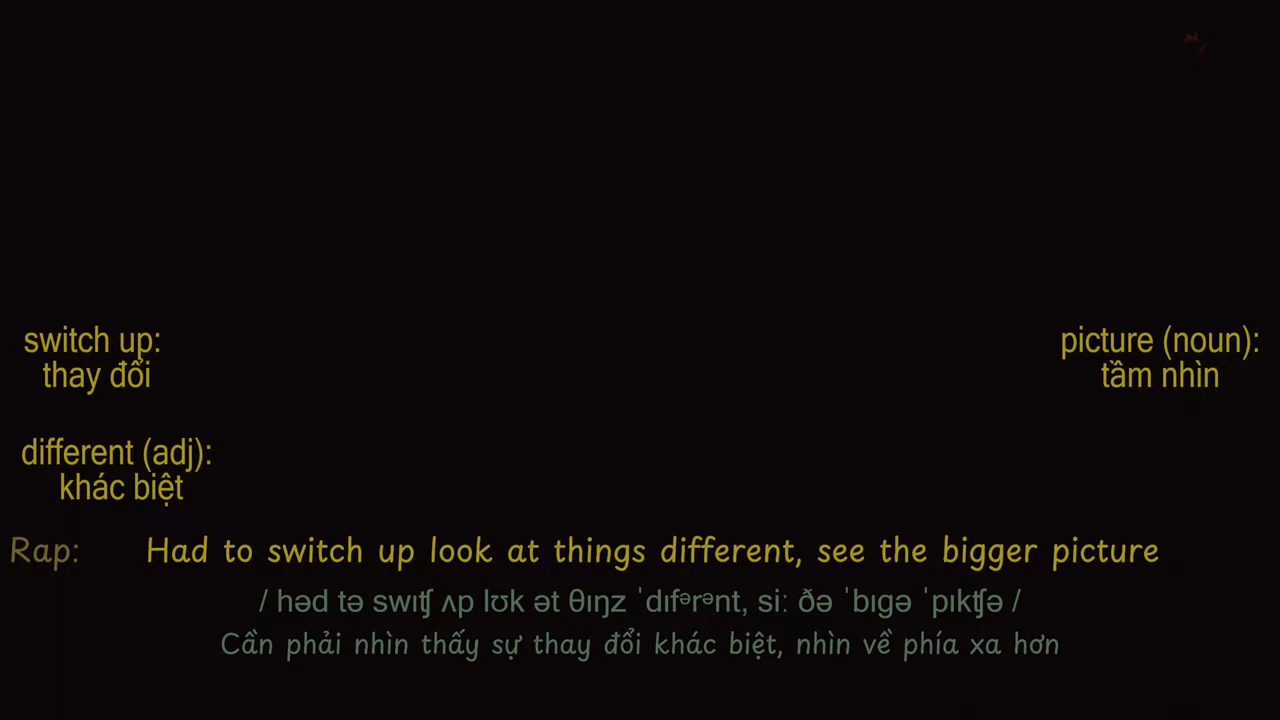 switch up:
thay đổi
picture (noun):
tầm nhìn
different (adj):
khác biệt
Rap: Had to switch up look at things different, see the bigger picture
/ həd tə swɪʧ ʌp lʊk ət θɪŋz ˈdɪfᵊrᵊnt, siː ðə ˈbɪgə ˈpɪkʧə /
Cần phải nhìn thấy sự thay đổi khác biệt, nhìn về phía xa hơn